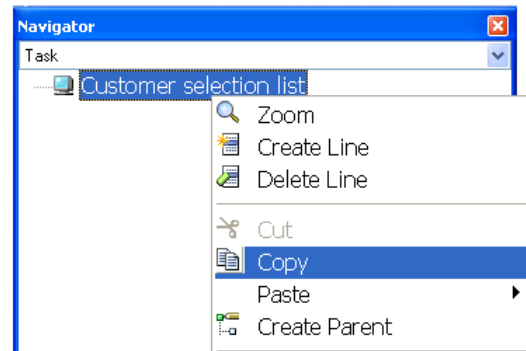 Navigator
Task
Customer selection list
Zoom
Create Line
Delete Line
Cut
Copy
Paste
Create Parent